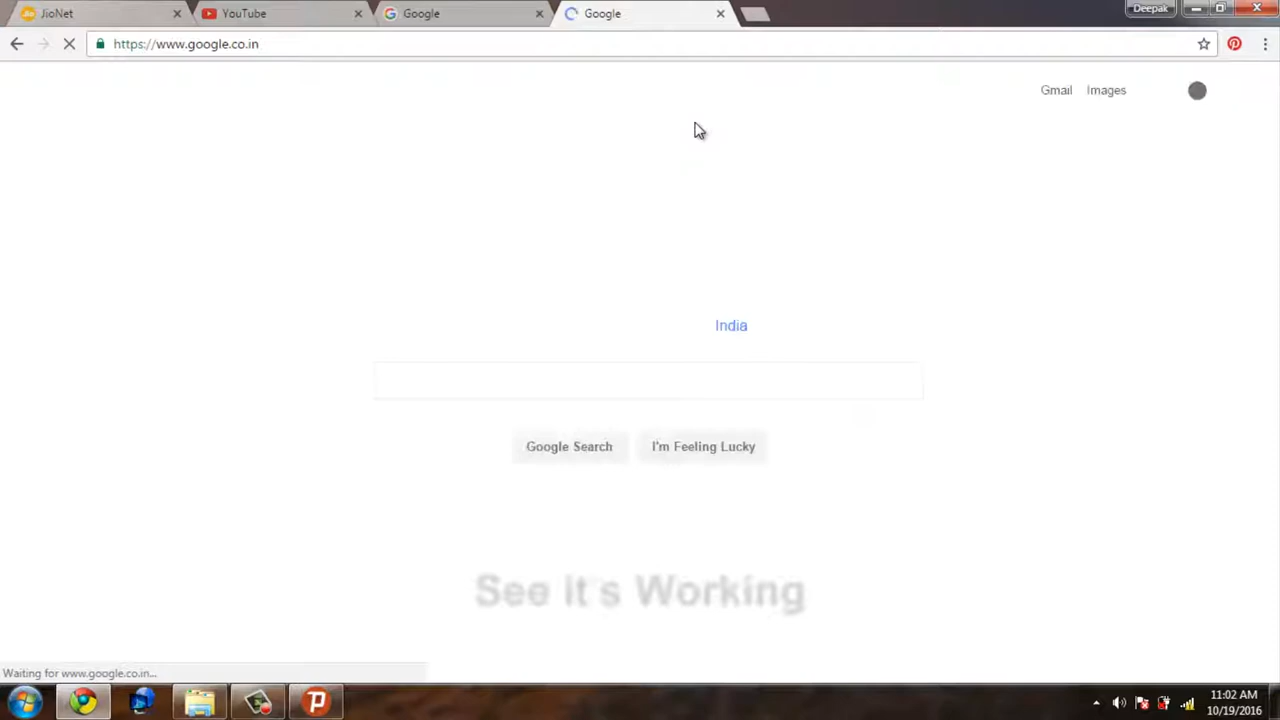 JioNet
YouTube
Google
Google
Deepak
https://www.google.co.in
Gmail Images
India
Google Search
I'm Feeling Lucky
See it's Working
Waiting for www.google.co.in...
11:02 AM
10/19/2016